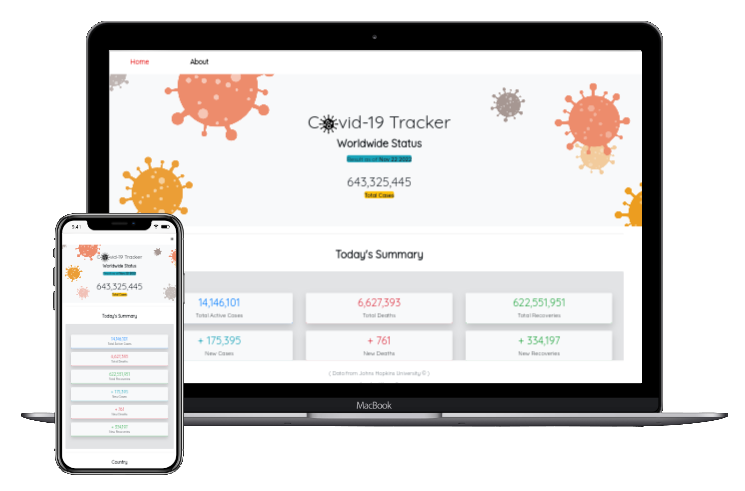 Home About
C vid-19 Tracker
Worldwide Status
Result as of Nov 22 2022
643,325,445
Total Cases
Today's Summary
14,146,101 6,627,393 622,551,951
Total Active Cases Total Deaths Total Recoveries
+ 175,395 + 761 + 334,197
New Cases New Deaths New Recoveries
( Data from Johns Hopkins University © )
MacBook
9:41
C vid-19 Tracker
Worldwide Status
643,325,445
Total Cases
Today's Summary
14,146,101
Total Active Cases
6,627,393
Total Deaths
622,551,951
Total Recoveries
+ 175,395
New Cases
+ 761
New Deaths
+ 334,197
New Recoveries
Country